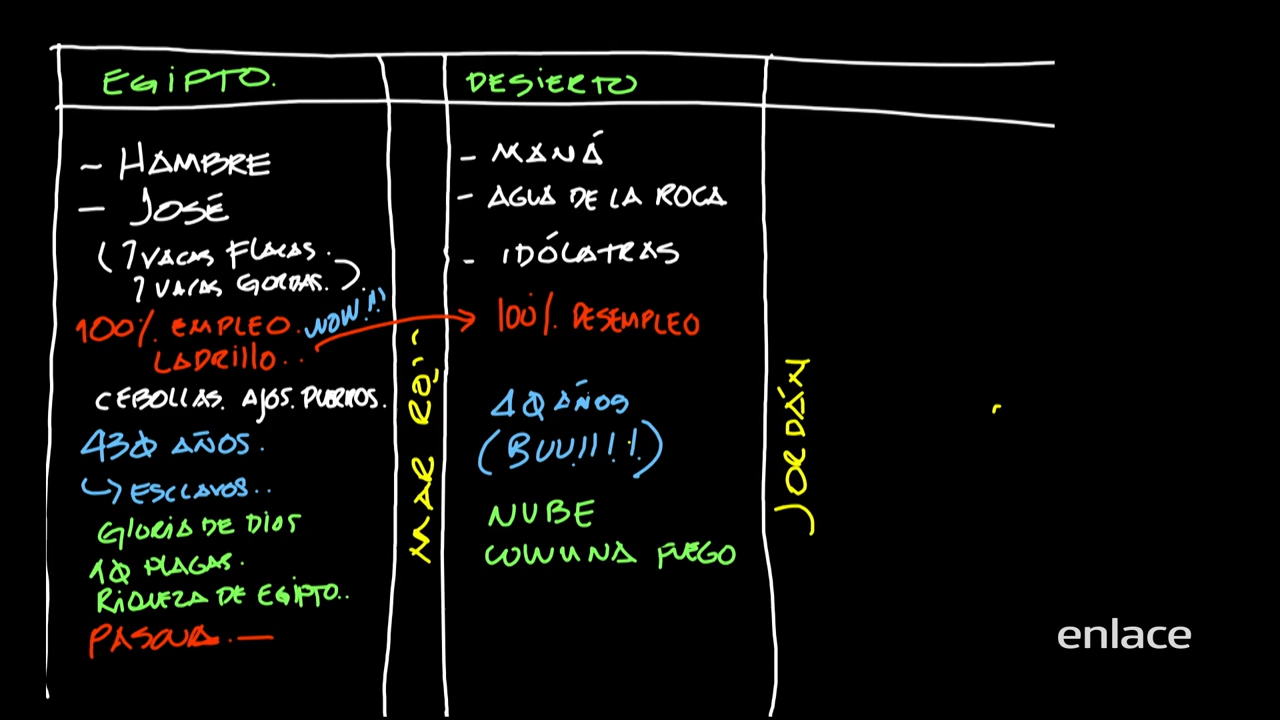 EGIPTO.
- HAMBRE
- JOSÉ
(7 VACAS FLACAS.
7 VACAS GORDAS.)
100% EMPLEO. WOW!!!
LADRILLO..
CEBOLLAS. AJOS. PUERROS.
430 AÑOS.
↳ ESCLAVOS..
GLORIA DE DIOS
10 PLAGAS.
RIQUEZA DE EGIPTO..
PASCUA.—
MAR ROJO
DESIERTO
- MANÁ
- AGUA DE LA ROCA
- IDÓLATRAS
100% DESEMPLEO
40 AÑOS
(BUU!!!!)
NUBE
COLUMNA FUEGO
JORDÁN
enlace